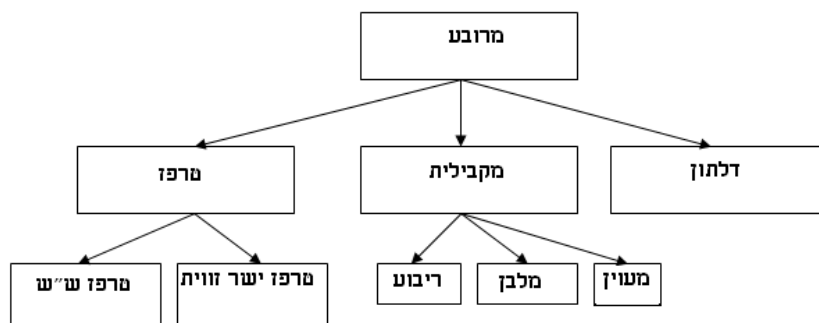 מרובע
טרפז
מקבילית
דלתון
טרפז ש״ש
טרפז ישר זווית
ריבוע
מלבן
מעוין